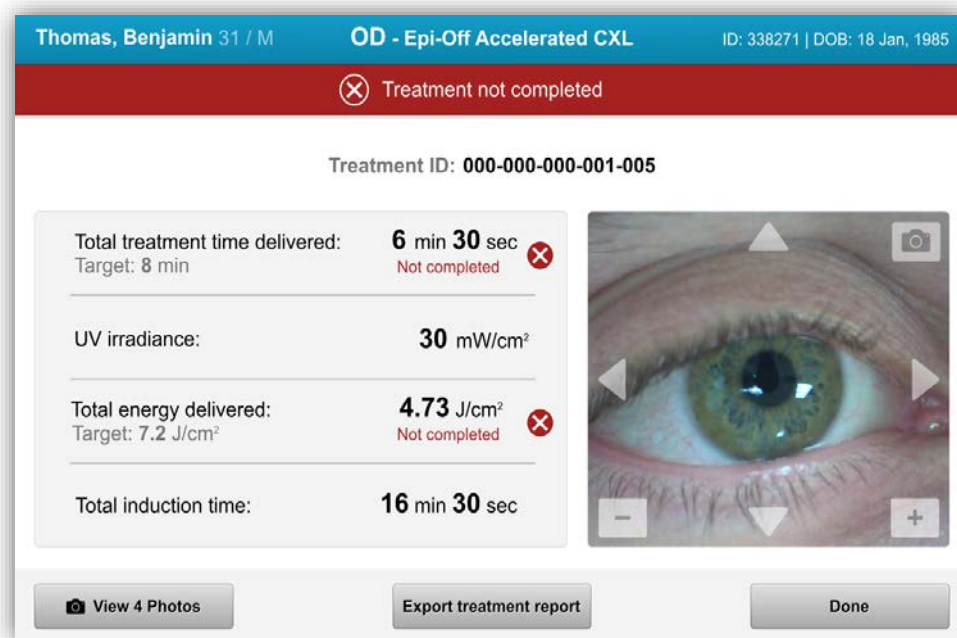 Thomas, Benjamin 31 / M OD - Epi-Off Accelerated CXL ID: 338271 | DOB: 18 Jan, 1985
Treatment not completed
Treatment ID: 000-000-000-001-005
Total treatment time delivered: 6 min 30 sec
Target: 8 min Not completed
UV irradiance: 30 mW/cm²
Total energy delivered: 4.73 J/cm²
Target: 7.2 J/cm² Not completed
Total induction time: 16 min 30 sec
View 4 Photos Export treatment report Done